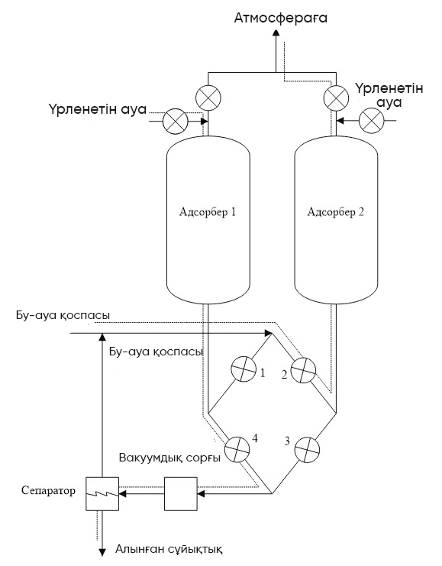 Атмосфераға
Үрленетін ауа
Үрленетін
ауа
Адсорбер 1
Адсорбер 2
Бу-ауа қоспасы
Бу-ауа қоспасы
1
2
4
3
Вакуумдық сорғы
Сепаратор
Алынған сұйықтық